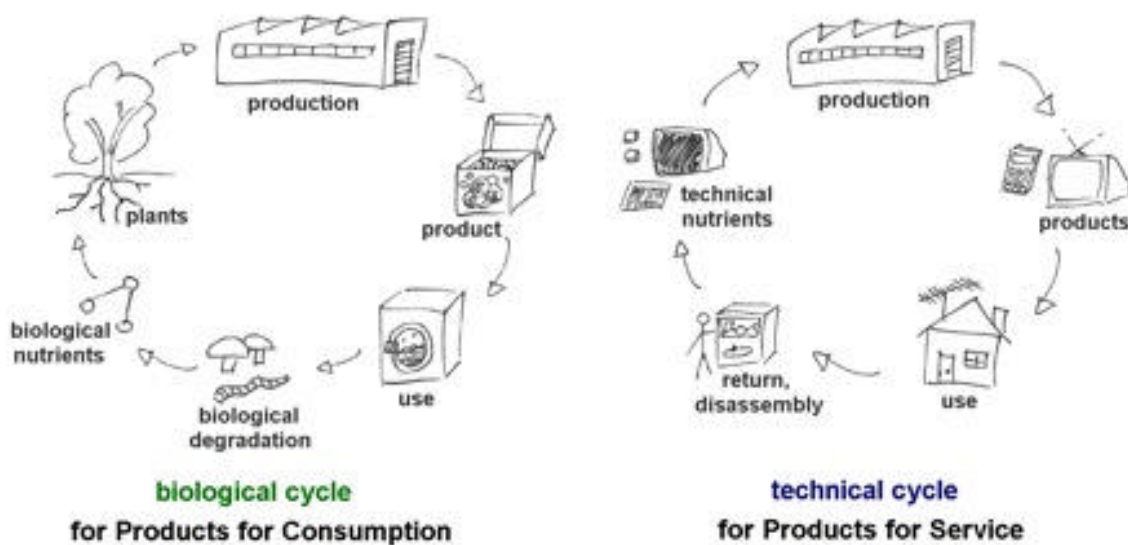 production
plants
product
use
biological
degradation
biological
nutrients
biological cycle
for Products for Consumption
production
technical
nutrients
products
use
return,
disassembly
technical cycle
for Products for Service